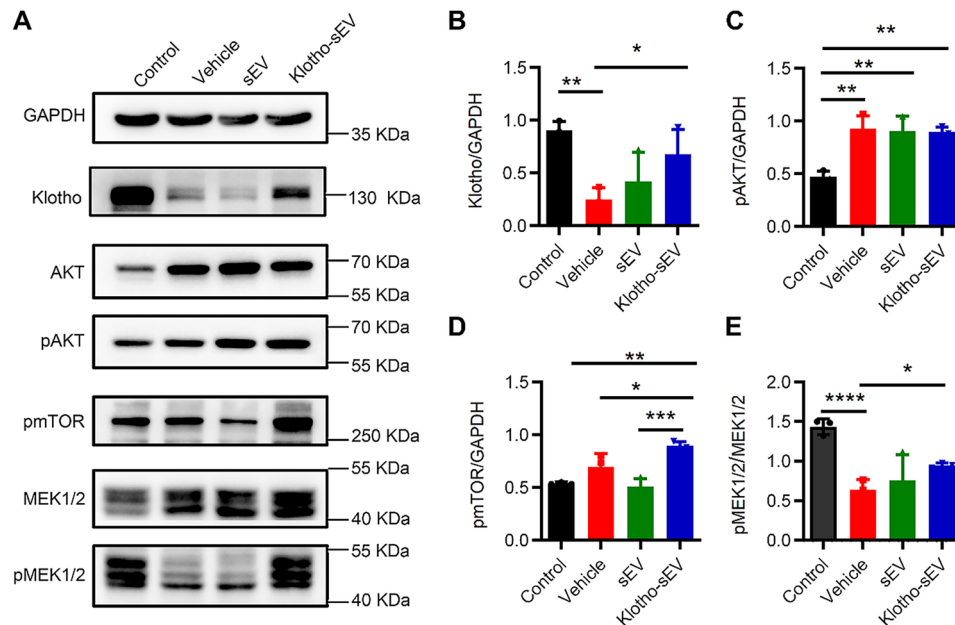 A
Control
Vehicle
sEV
Klotho-sEV
GAPDH
35 KDa
Klotho
130 KDa
AKT
70 KDa
55 KDa
pAKT
70 KDa
55 KDa
pmTOR
250 KDa
MEK1/2
55 KDa
40 KDa
pMEK1/2
55 KDa
40 KDa
B
*
**
Klotho/GAPDH
1.5
1.0
0.5
0.0
Control
Vehicle
sEV
Klotho-sEV
C
**
**
**
pAKT/GAPDH
1.5
1.0
0.5
0.0
Control
Vehicle
sEV
Klotho-sEV
D
**
*
***
pmTOR/GAPDH
1.5
1.0
0.5
0.0
Control
Vehicle
sEV
Klotho-sEV
E
*
****
pMEK1/2/MEK1/2
2.0
1.5
1.0
0.5
0.0
Control
Vehicle
sEV
Klotho-sEV